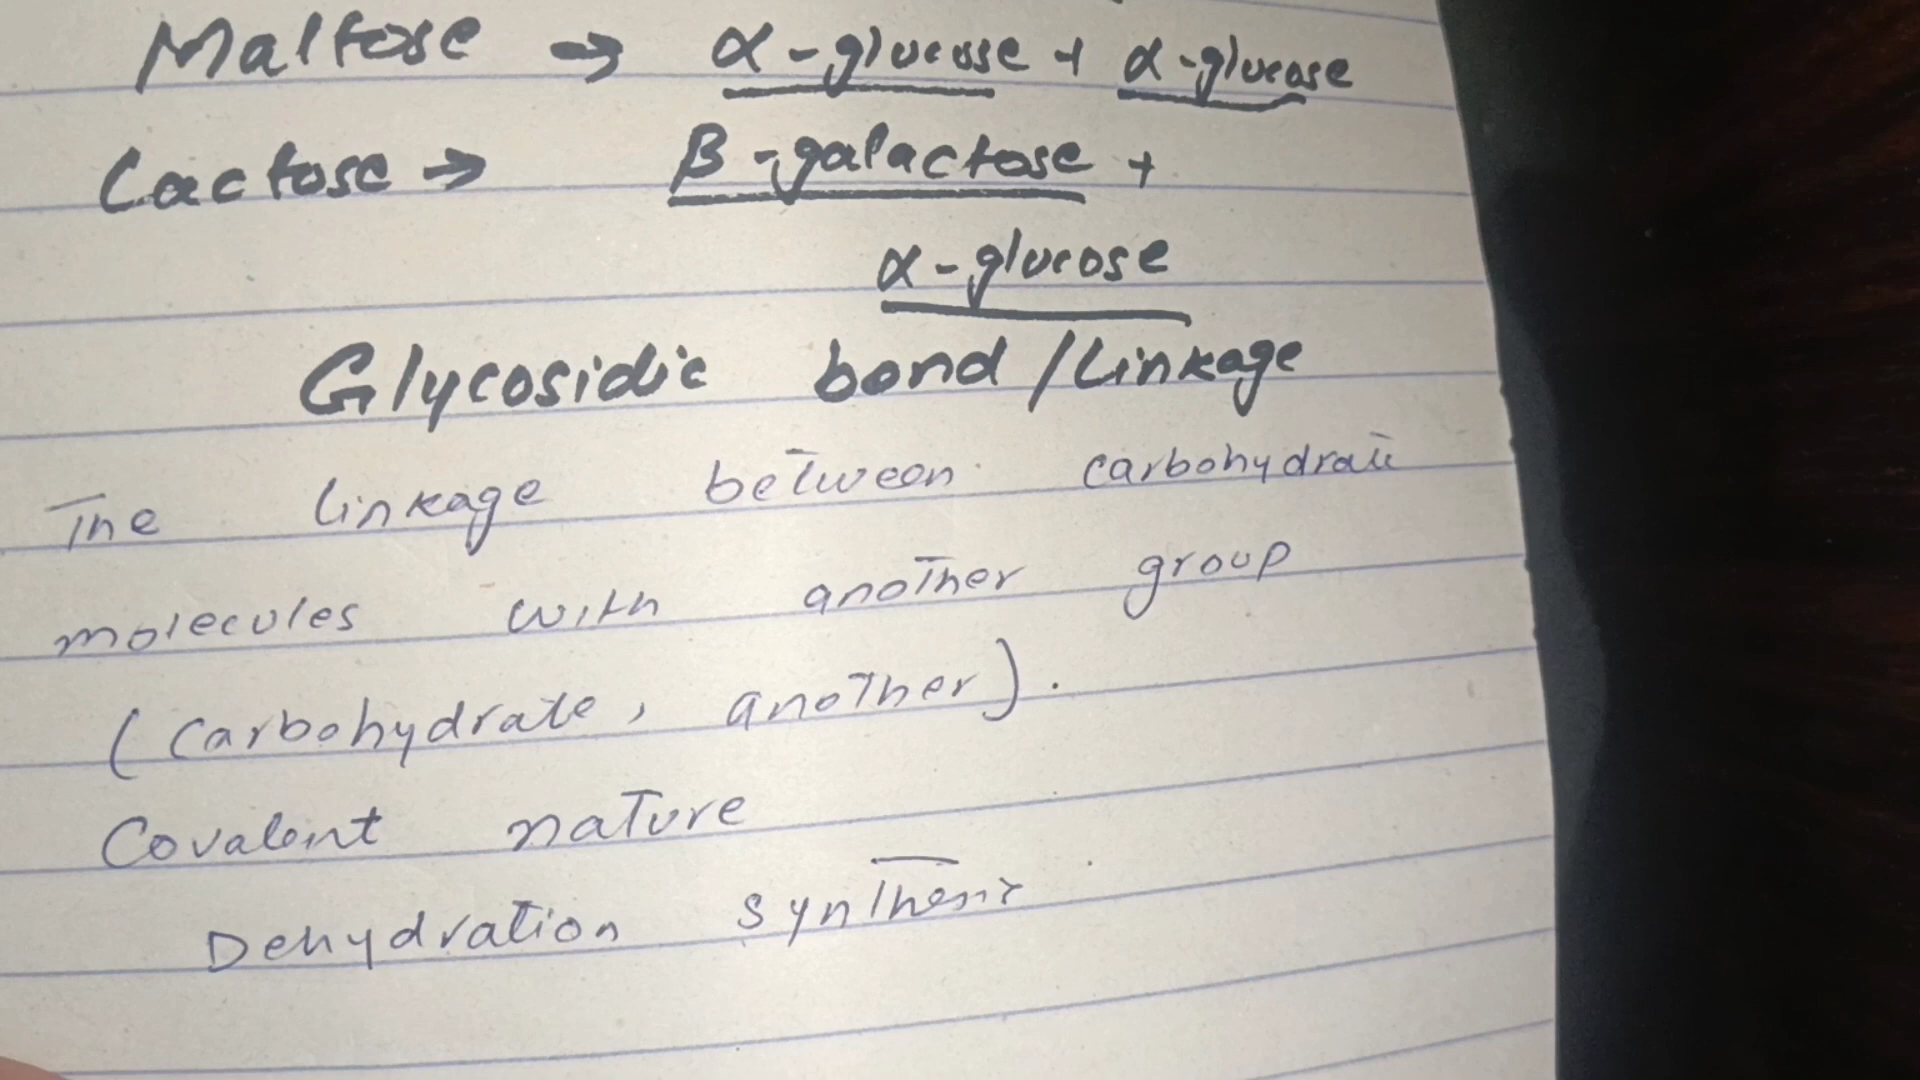 Maltose → α-glucose + α-glucose
Lactose → β-galactose +
α-glucose
Glycosidic bond / Linkage
The linkage between carbohydrate
molecules with another group
(Carbohydrate, another).
Covalent nature
Dehydration synthesis